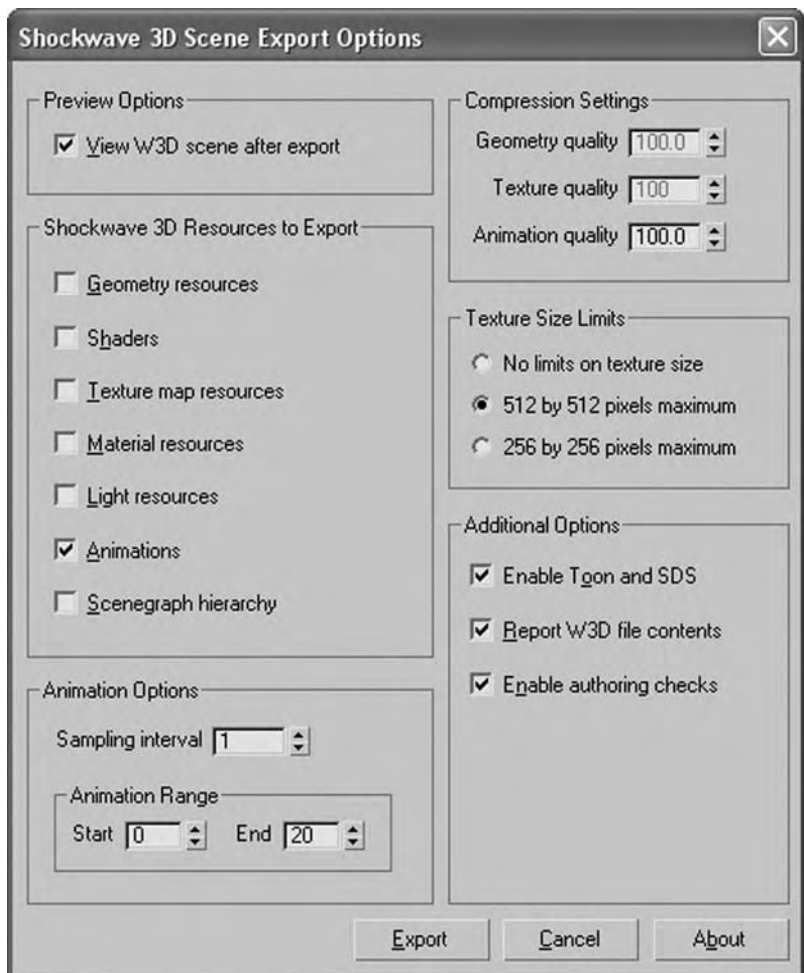 Shockwave 3D Scene Export Options
Preview Options
View W3D scene after export
Shockwave 3D Resources to Export
Geometry resources
Shaders
Texture map resources
Material resources
Light resources
Animations
Scenegraph hierarchy
Animation Options
Sampling interval 1
Animation Range
Start 0 End 20
Compression Settings
Geometry quality 100.0
Texture quality 100
Animation quality 100.0
Texture Size Limits
No limits on texture size
512 by 512 pixels maximum
256 by 256 pixels maximum
Additional Options
Enable Toon and SDS
Report W3D file contents
Enable authoring checks
Export Cancel About